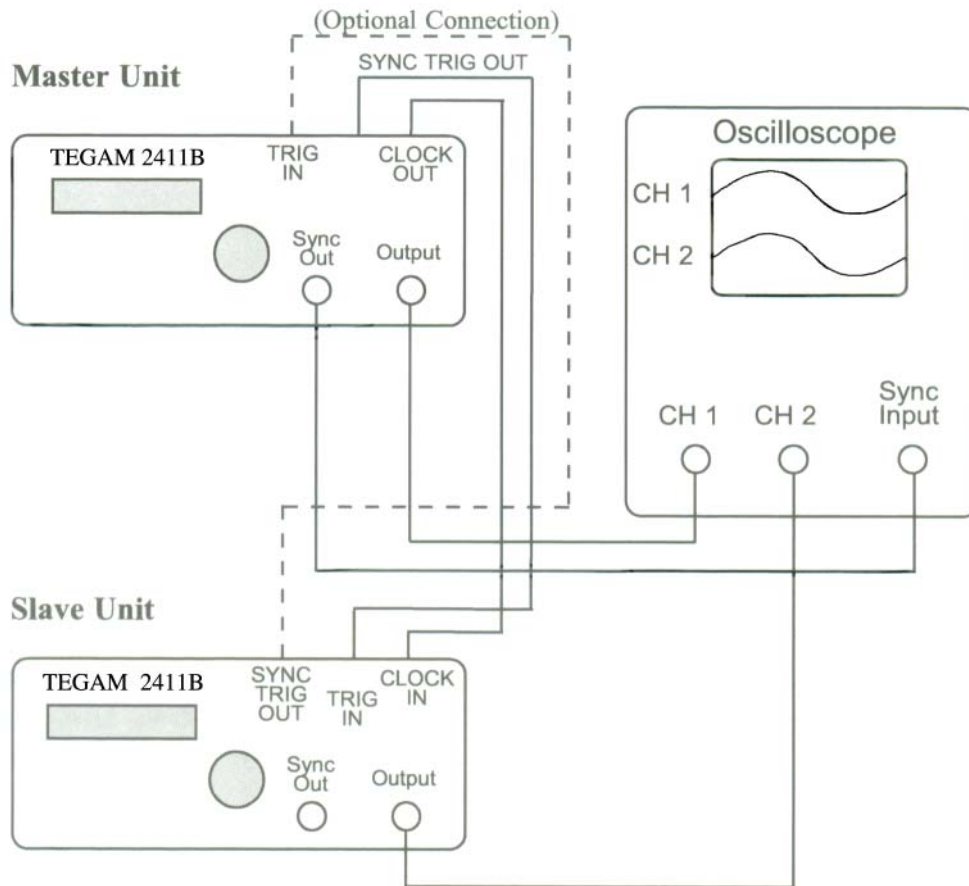 (Optional Connection)
SYNC TRIG OUT
Master Unit
TEGAM 2411B
TRIG
IN
CLOCK
OUT
Sync
Out
Output
Oscilloscope
CH 1
CH 2
CH 1
CH 2
Sync
Input
Slave Unit
TEGAM 2411B
SYNC
TRIG
OUT
TRIG
IN
CLOCK
IN
Sync
Out
Output